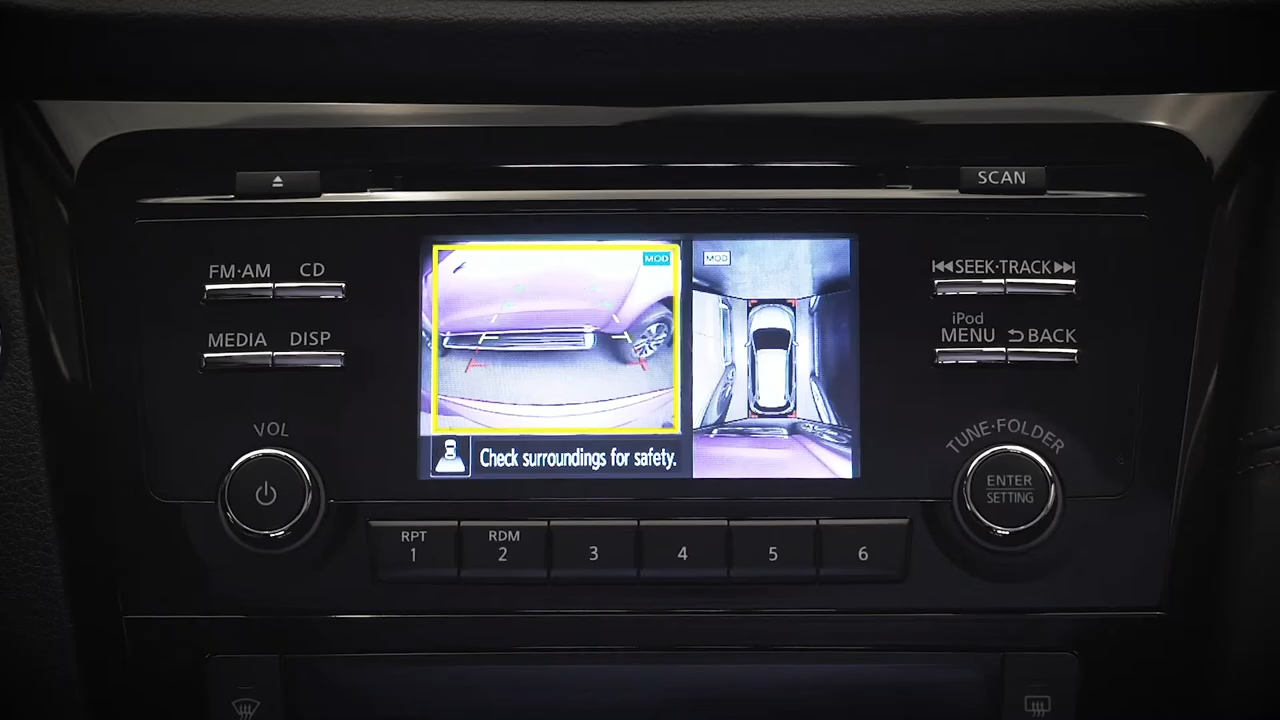 SCAN
FM·AM CD
MOD
MOD
SEEK·TRACK
MEDIA DISP
iPod
MENU BACK
VOL
TUNE·FOLDER
Check surroundings for safety.
ENTER
SETTING
RPT
1
RDM
2
3
4
5
6